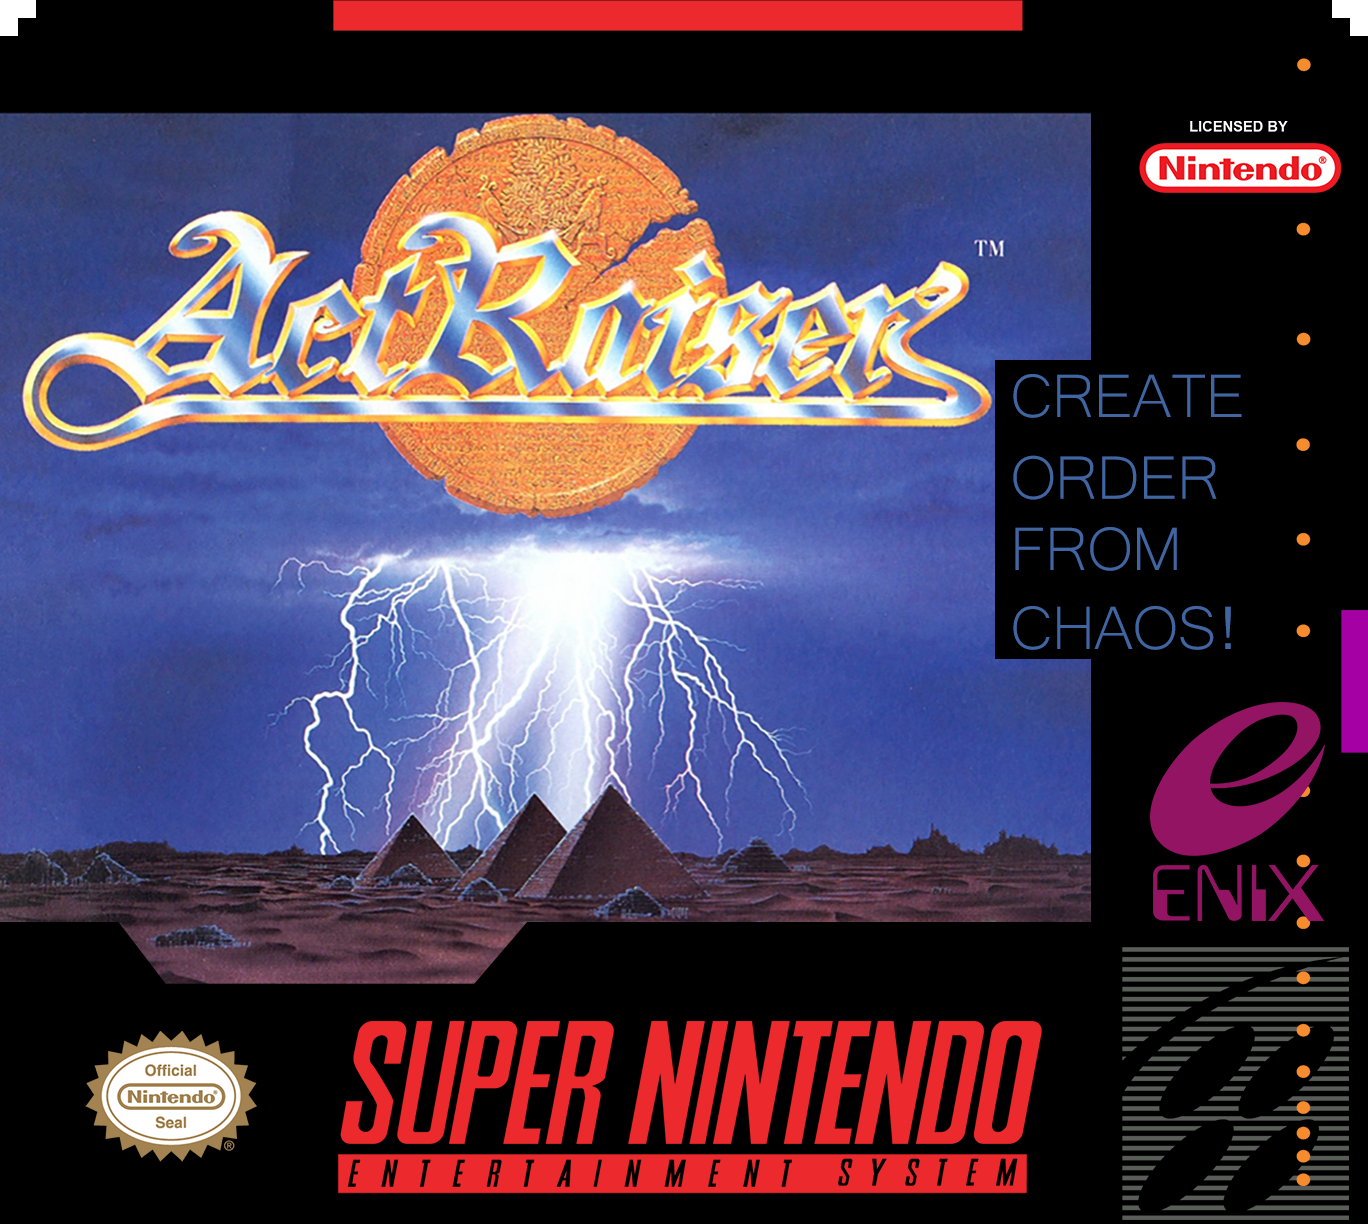 LICENSED BY
Nintendo®
ActRaiser ™
CREATE
ORDER
FROM
CHAOS!
ENIX
Official
Nintendo®
Seal
®
SUPER NINTENDO
ENTERTAINMENT SYSTEM